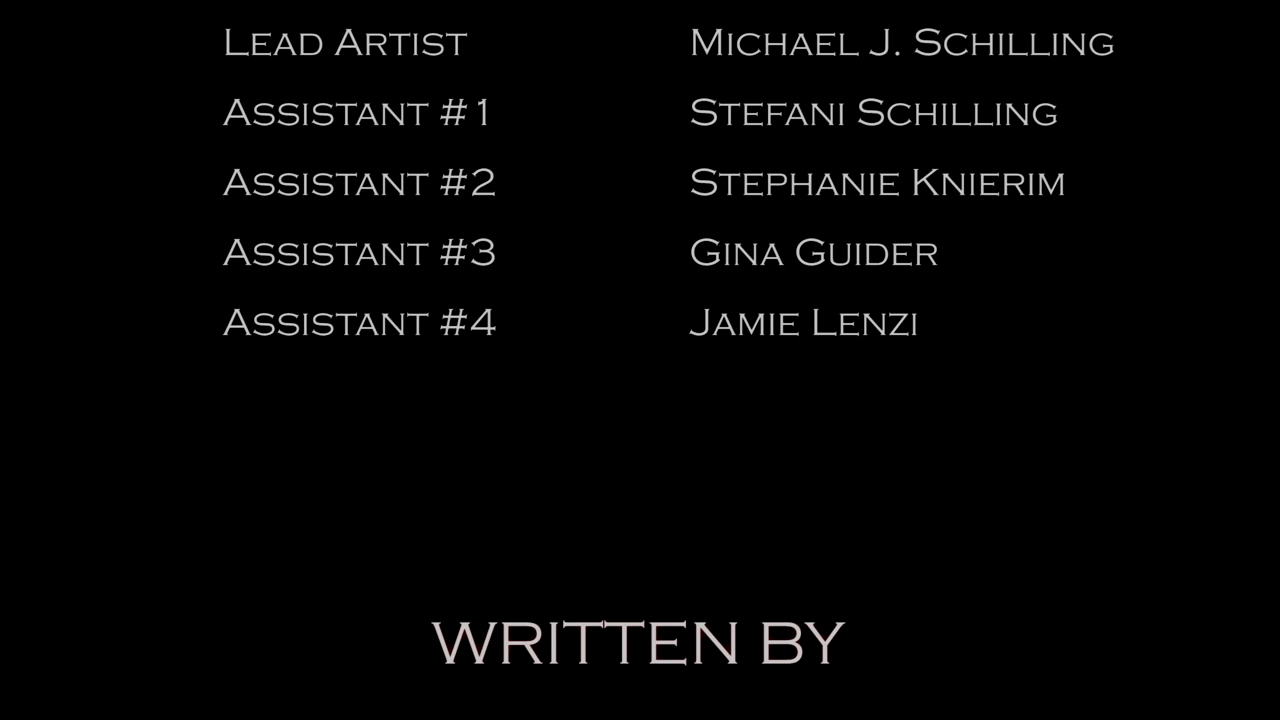 Lead Artist Michael J. Schilling
Assistant #1 Stefani Schilling
Assistant #2 Stephanie Knierim
Assistant #3 Gina Guider
Assistant #4 Jamie Lenzi
WRITTEN BY